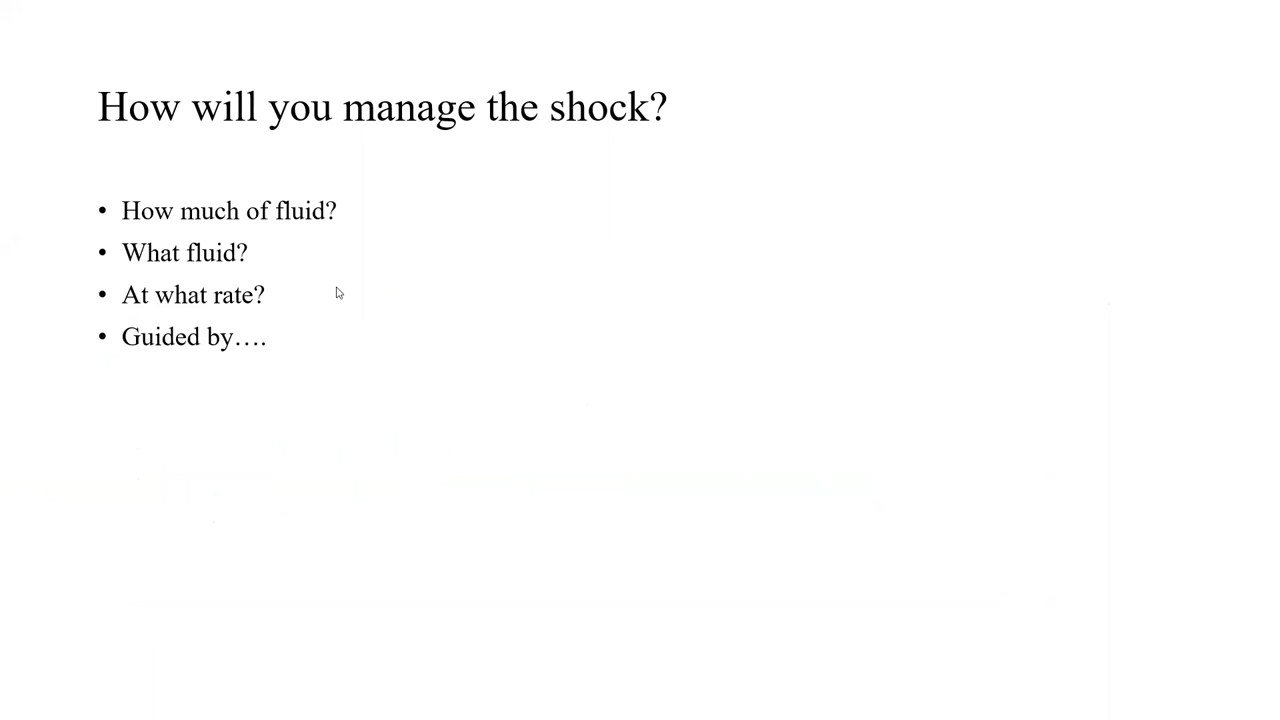 How will you manage the shock?
• How much of fluid?
• What fluid?
• At what rate?
• Guided by….